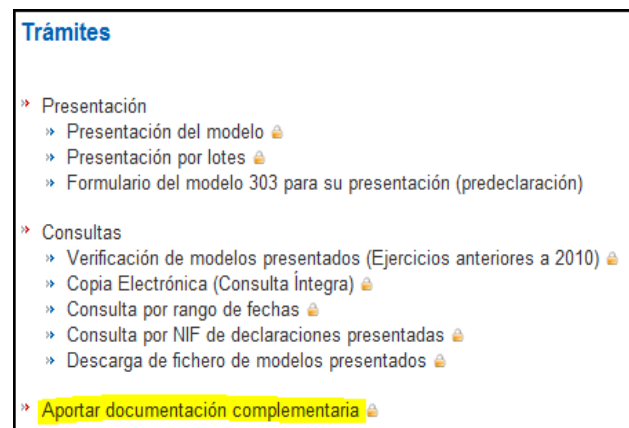 Trámites
» Presentación
» Presentación del modelo
» Presentación por lotes
» Formulario del modelo 303 para su presentación (predeclaración)
» Consultas
» Verificación de modelos presentados (Ejercicios anteriores a 2010)
» Copia Electrónica (Consulta Íntegra)
» Consulta por rango de fechas
» Consulta por NIF de declaraciones presentadas
» Descarga de fichero de modelos presentados
» Aportar documentación complementaria